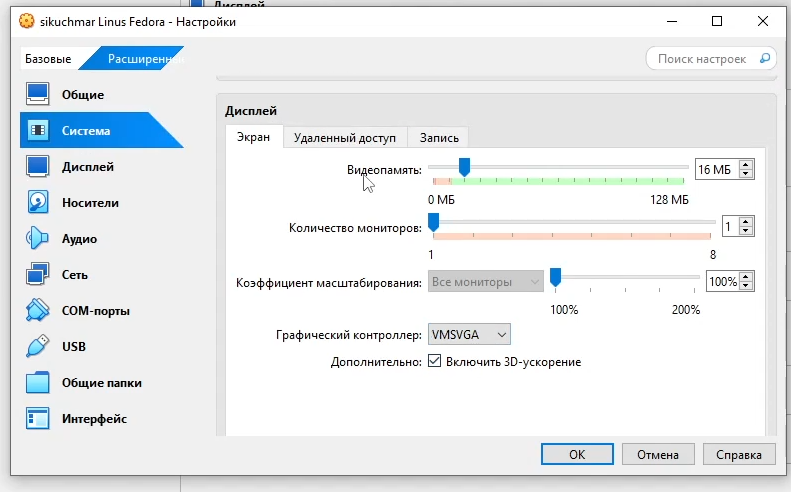 Дисплей
sikuchmar Linus Fedora - Настройки
Базовые
Расширенн
Поиск настроек
Общие
Система
Дисплей
Носители
Аудио
Сеть
COM-порты
USB
Общие папки
Интерфейс
Дисплей
Экран
Удаленный доступ
Запись
Видеопамять:
16 МБ
0 МБ
128 МБ
Количество мониторов:
1
1
8
Коэффициент масштабирования:
Все мониторы
100%
100%
200%
Графический контроллер:
VMSVGA
Дополнительно:
Включить 3D-ускорение
OK
Отмена
Справка